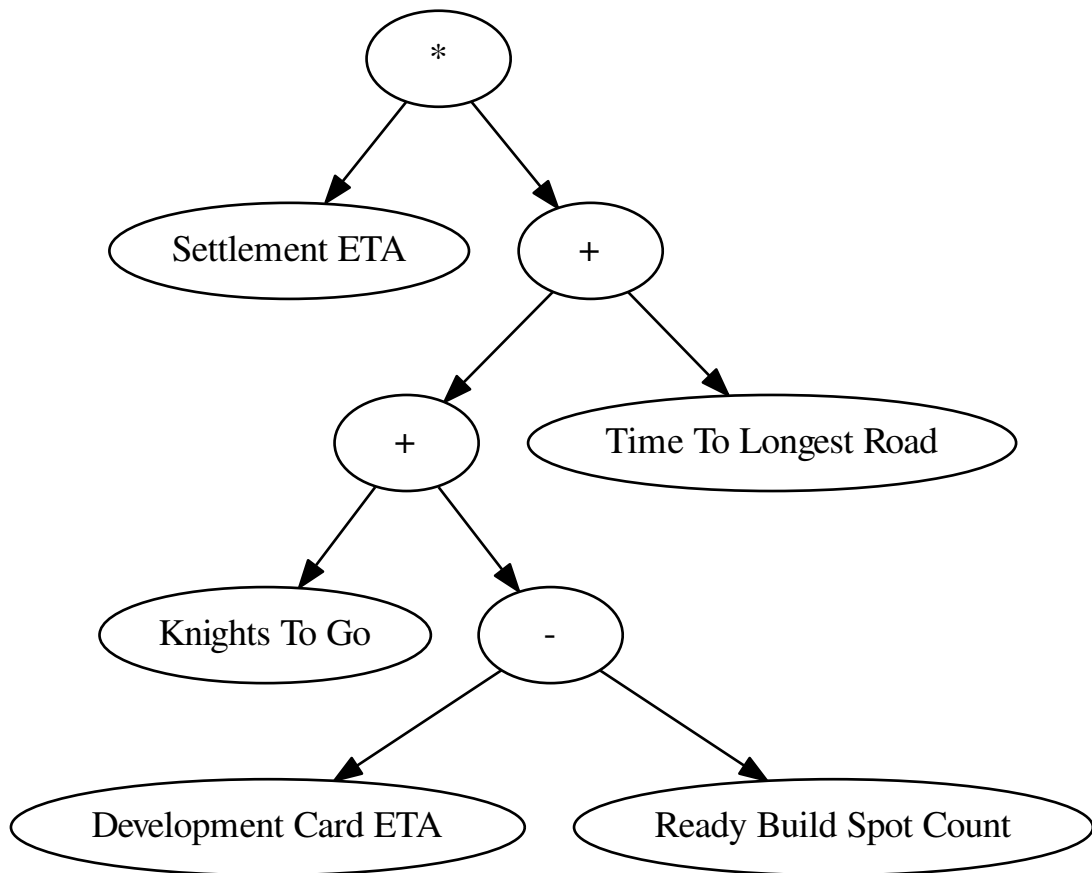 *
Settlement ETA
+
+
Time To Longest Road
Knights To Go
-
Development Card ETA
Ready Build Spot Count